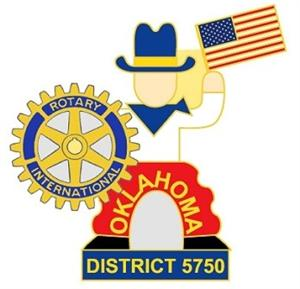 ROTARY
INTERNATIONAL
OKLAHOMA
DISTRICT 5750